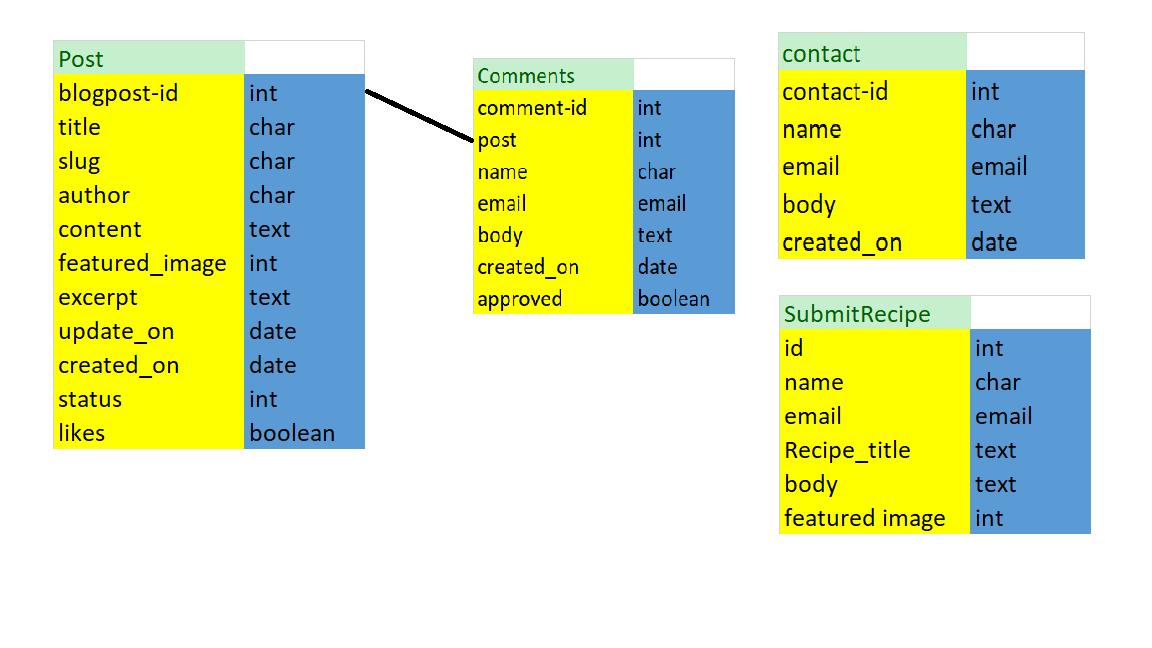 Post
blogpost-id int
title char
slug char
author char
content text
featured_image int
excerpt text
update_on date
created_on date
status int
likes boolean
Comments
comment-id int
post int
name char
email email
body text
created_on date
approved boolean
contact
contact-id int
name char
email email
body text
created_on date
SubmitRecipe
id int
name char
email email
Recipe_title text
body text
featured image int